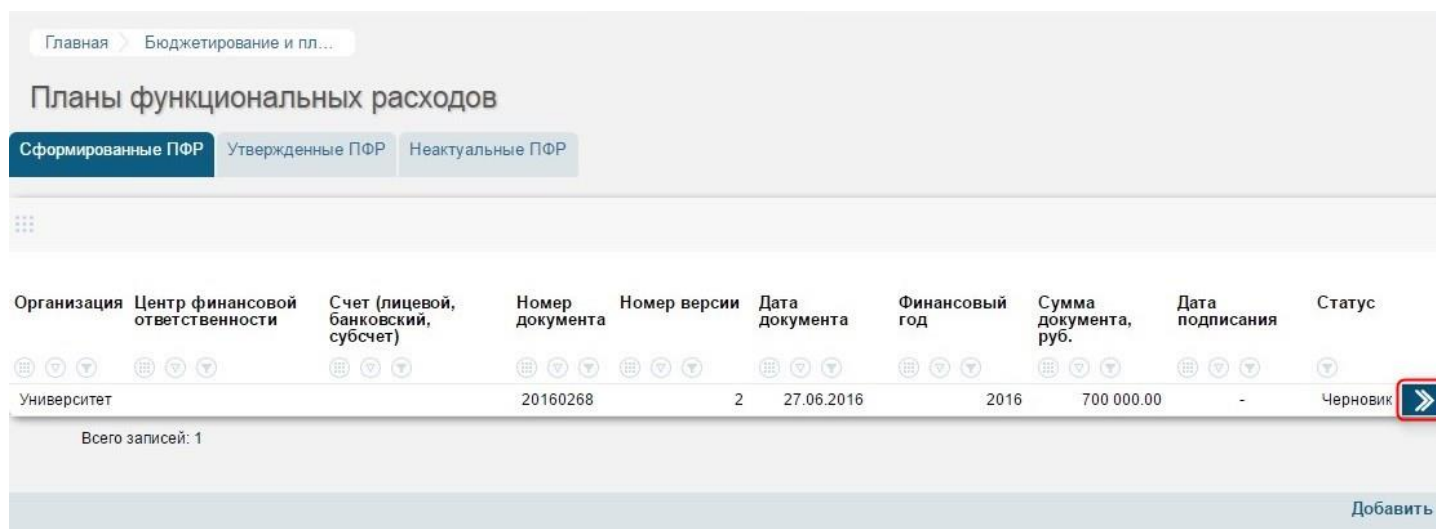 Главная Бюджетирование и пл...
Планы функциональных расходов
Сформированные ПФР Утвержденные ПФР Неактуальные ПФР
Организация Центр финансовой ответственности Счет (лицевой, банковский, субсчет) Номер документа Номер версии Дата документа Финансовый год Сумма документа, руб. Дата подписания Статус
Университет 20160268 2 27.06.2016 2016 700 000.00 - Черновик
Всего записей: 1
Добавить